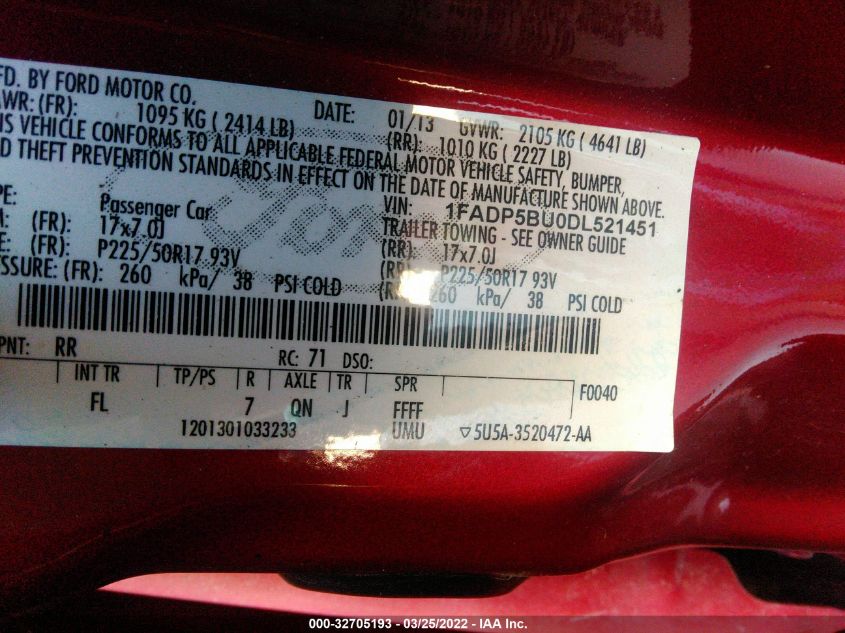 FD. BY FORD MOTOR CO.
WR: (FR): 1095 KG ( 2414 LB) DATE: 01/13 GVWR: 2105 KG ( 4641 LB)
(RR): 1010 KG ( 2227 LB)
IS VEHICLE CONFORMS TO ALL APPLICABLE FEDERAL MOTOR VEHICLE SAFETY, BUMPER,
D THEFT PREVENTION STANDARDS IN EFFECT ON THE DATE OF MANUFACTURE SHOWN ABOVE.
PE: Passenger Car VIN: 1FADP5BU0DL521451
TRAILER TOWING - SEE OWNER GUIDE
M: (FR): 17x7.0J (RR): 17x7.0J
E: (FR): P225/50R17 93V (RR): P225/50R17 93V
ESSURE: (FR): 260 kPa/ 38 PSI COLD 260 kPa/ 38 PSI COLD
PNT: RR RC: 71 DSO:
INT TR TP/PS R AXLE TR SPR F0040
FL 7 QN J FFFF
1201301033233 UMU ▽5U5A-3520472-AA
000-32705193 - 03/25/2022 - IAA Inc.